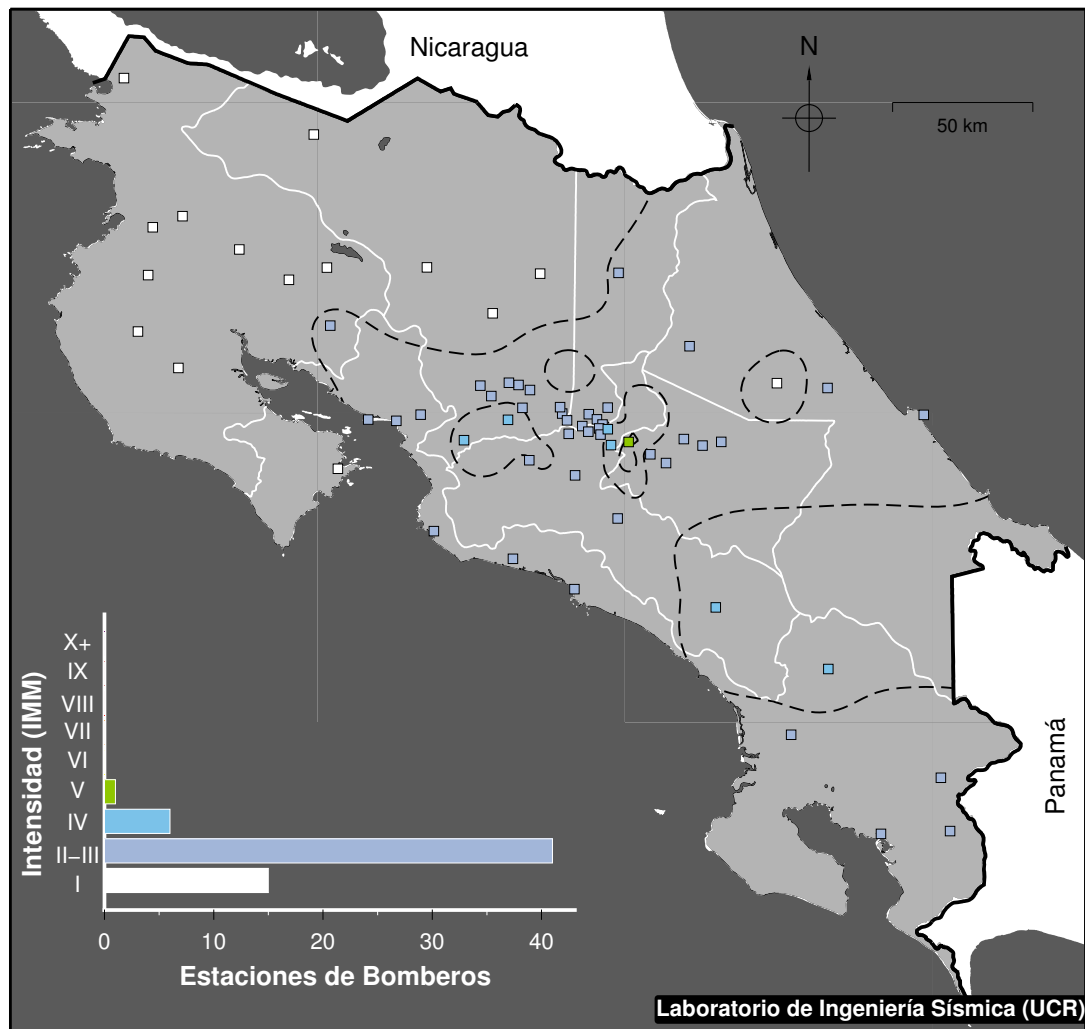 Nicaragua
N
50 km
Panamá
Intensidad (IMM)
X+
IX
VIII
VII
VI
V
IV
II–III
I
0 10 20 30 40
Estaciones de Bomberos
Laboratorio de Ingeniería Sísmica (UCR)